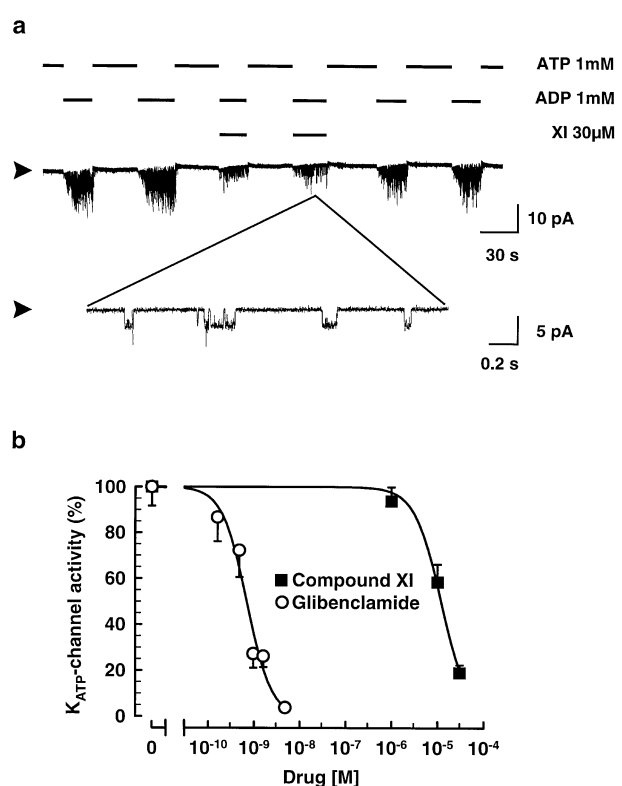 a
ATP 1mM
ADP 1mM
XI 30µM
10 pA
30 s
5 pA
0.2 s
b
K_ATP-channel activity (%)
100
80
60
40
20
0
Compound XI
Glibenclamide
0 10^-10 10^-9 10^-8 10^-7 10^-6 10^-5 10^-4
Drug [M]